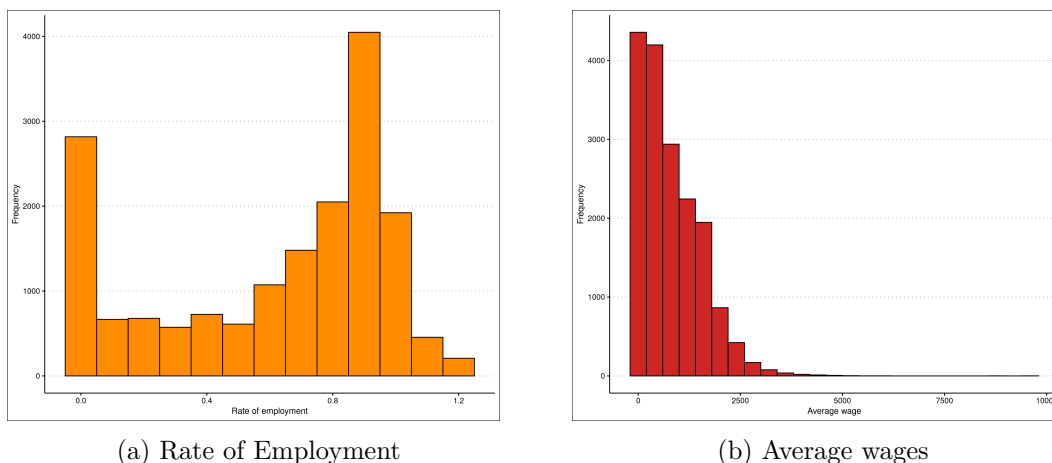 4000
3000
2000
1000
0
Frequency
0.0 0.4 0.8 1.2
Rate of employment
(a) Rate of Employment
4000
3000
2000
1000
0
Frequency
0 2500 5000 7500 1000
Average wage
(b) Average wages